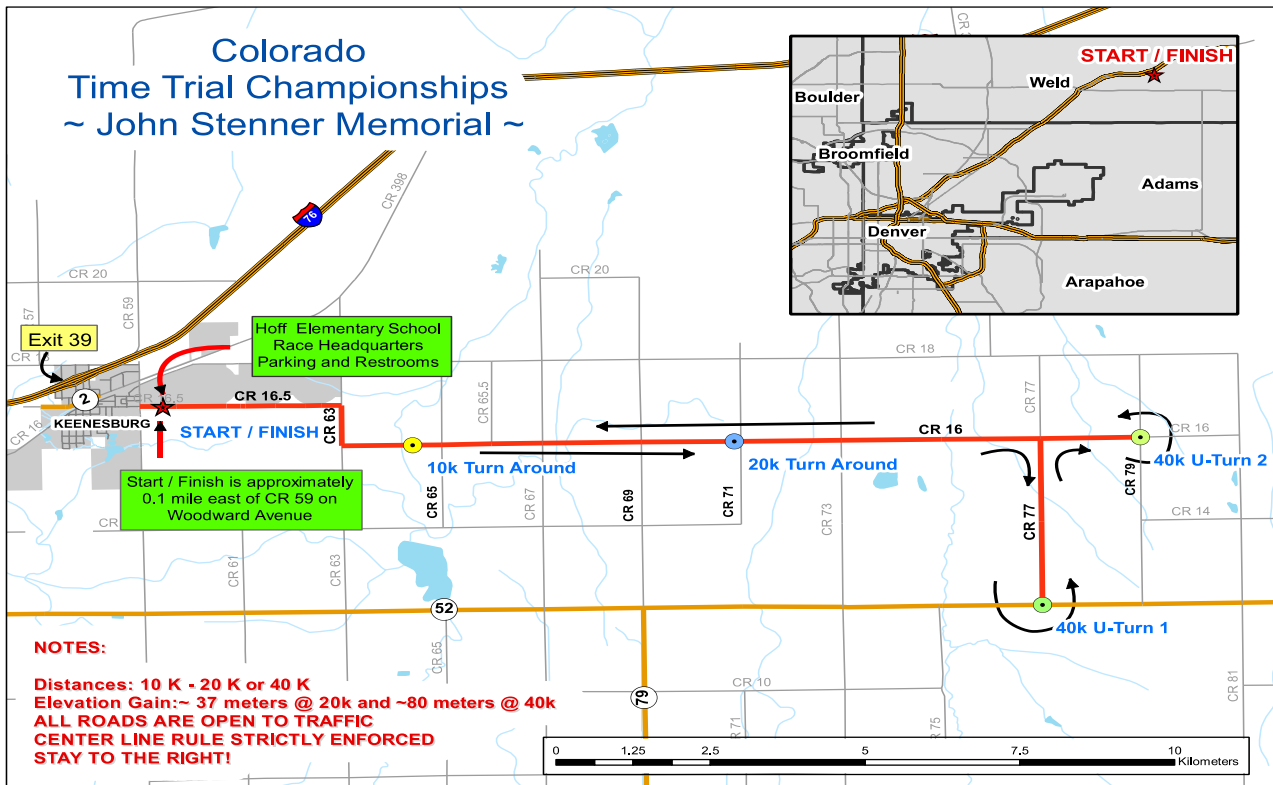 Colorado
Time Trial Championships
~ John Stenner Memorial ~
START / FINISH
Weld
Boulder
Broomfield
Adams
Denver
Arapahoe
76
CR 398
CR 20
CR 59
57
CR 20
Exit 39
Hoff Elementary School
Race Headquarters
Parking and Restrooms
CR 18
2
CR 16.5
CR 63
CR 65.5
CR 77
CR 16
KEENESBURG
START / FINISH
CR 16
CR 16
10k Turn Around
20k Turn Around
40k U-Turn 2
Start / Finish is approximately
0.1 mile east of CR 59 on
Woodward Avenue
CR 65
CR 67
CR 69
CR 71
CR 73
CR 77
CR 79
CR 14
CR 59
CR 61
CR 63
52
40k U-Turn 1
NOTES:
Distances: 10 K - 20 K or 40 K
Elevation Gain:~ 37 meters @ 20k and ~80 meters @ 40k
ALL ROADS ARE OPEN TO TRAFFIC
CENTER LINE RULE STRICTLY ENFORCED
STAY TO THE RIGHT!
CR 65
79
CR 10
CR 71
CR 75
CR 81
0 1.25 2.5 5 7.5 10
Kilometers